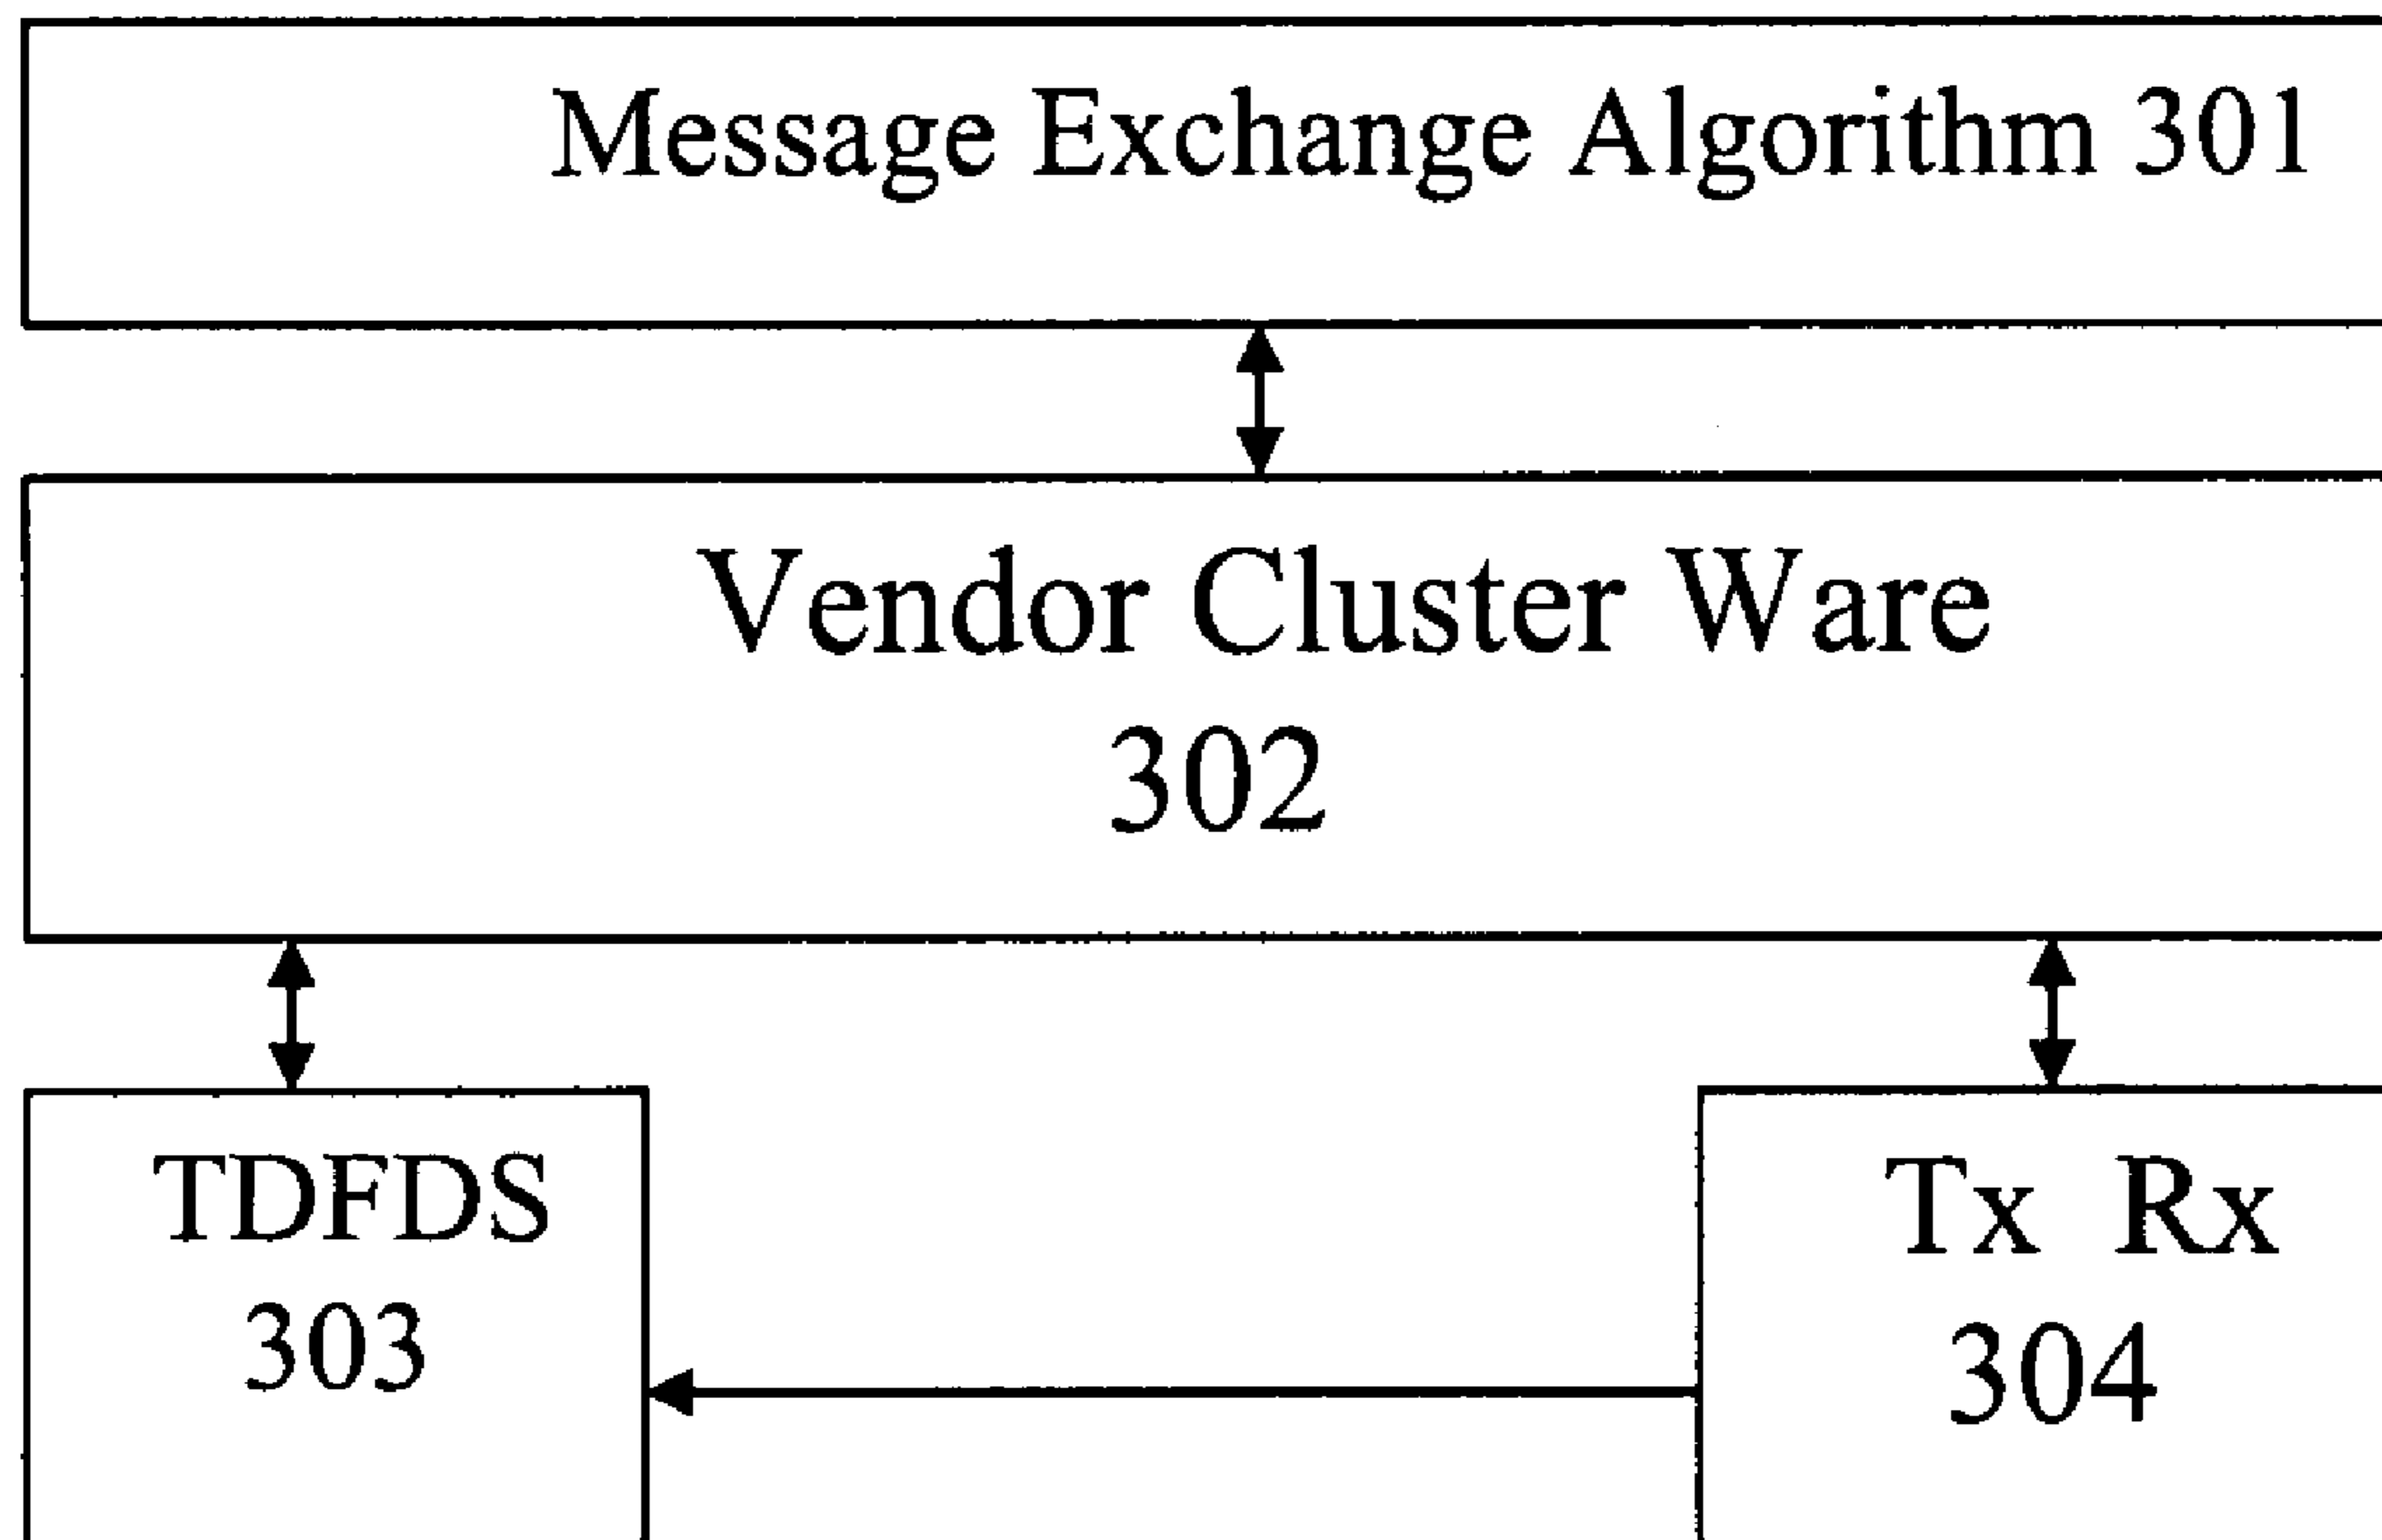 Message Exchange Algorithm 301
Vendor Cluster Ware
302
TDFDS
303
Tx Rx
304